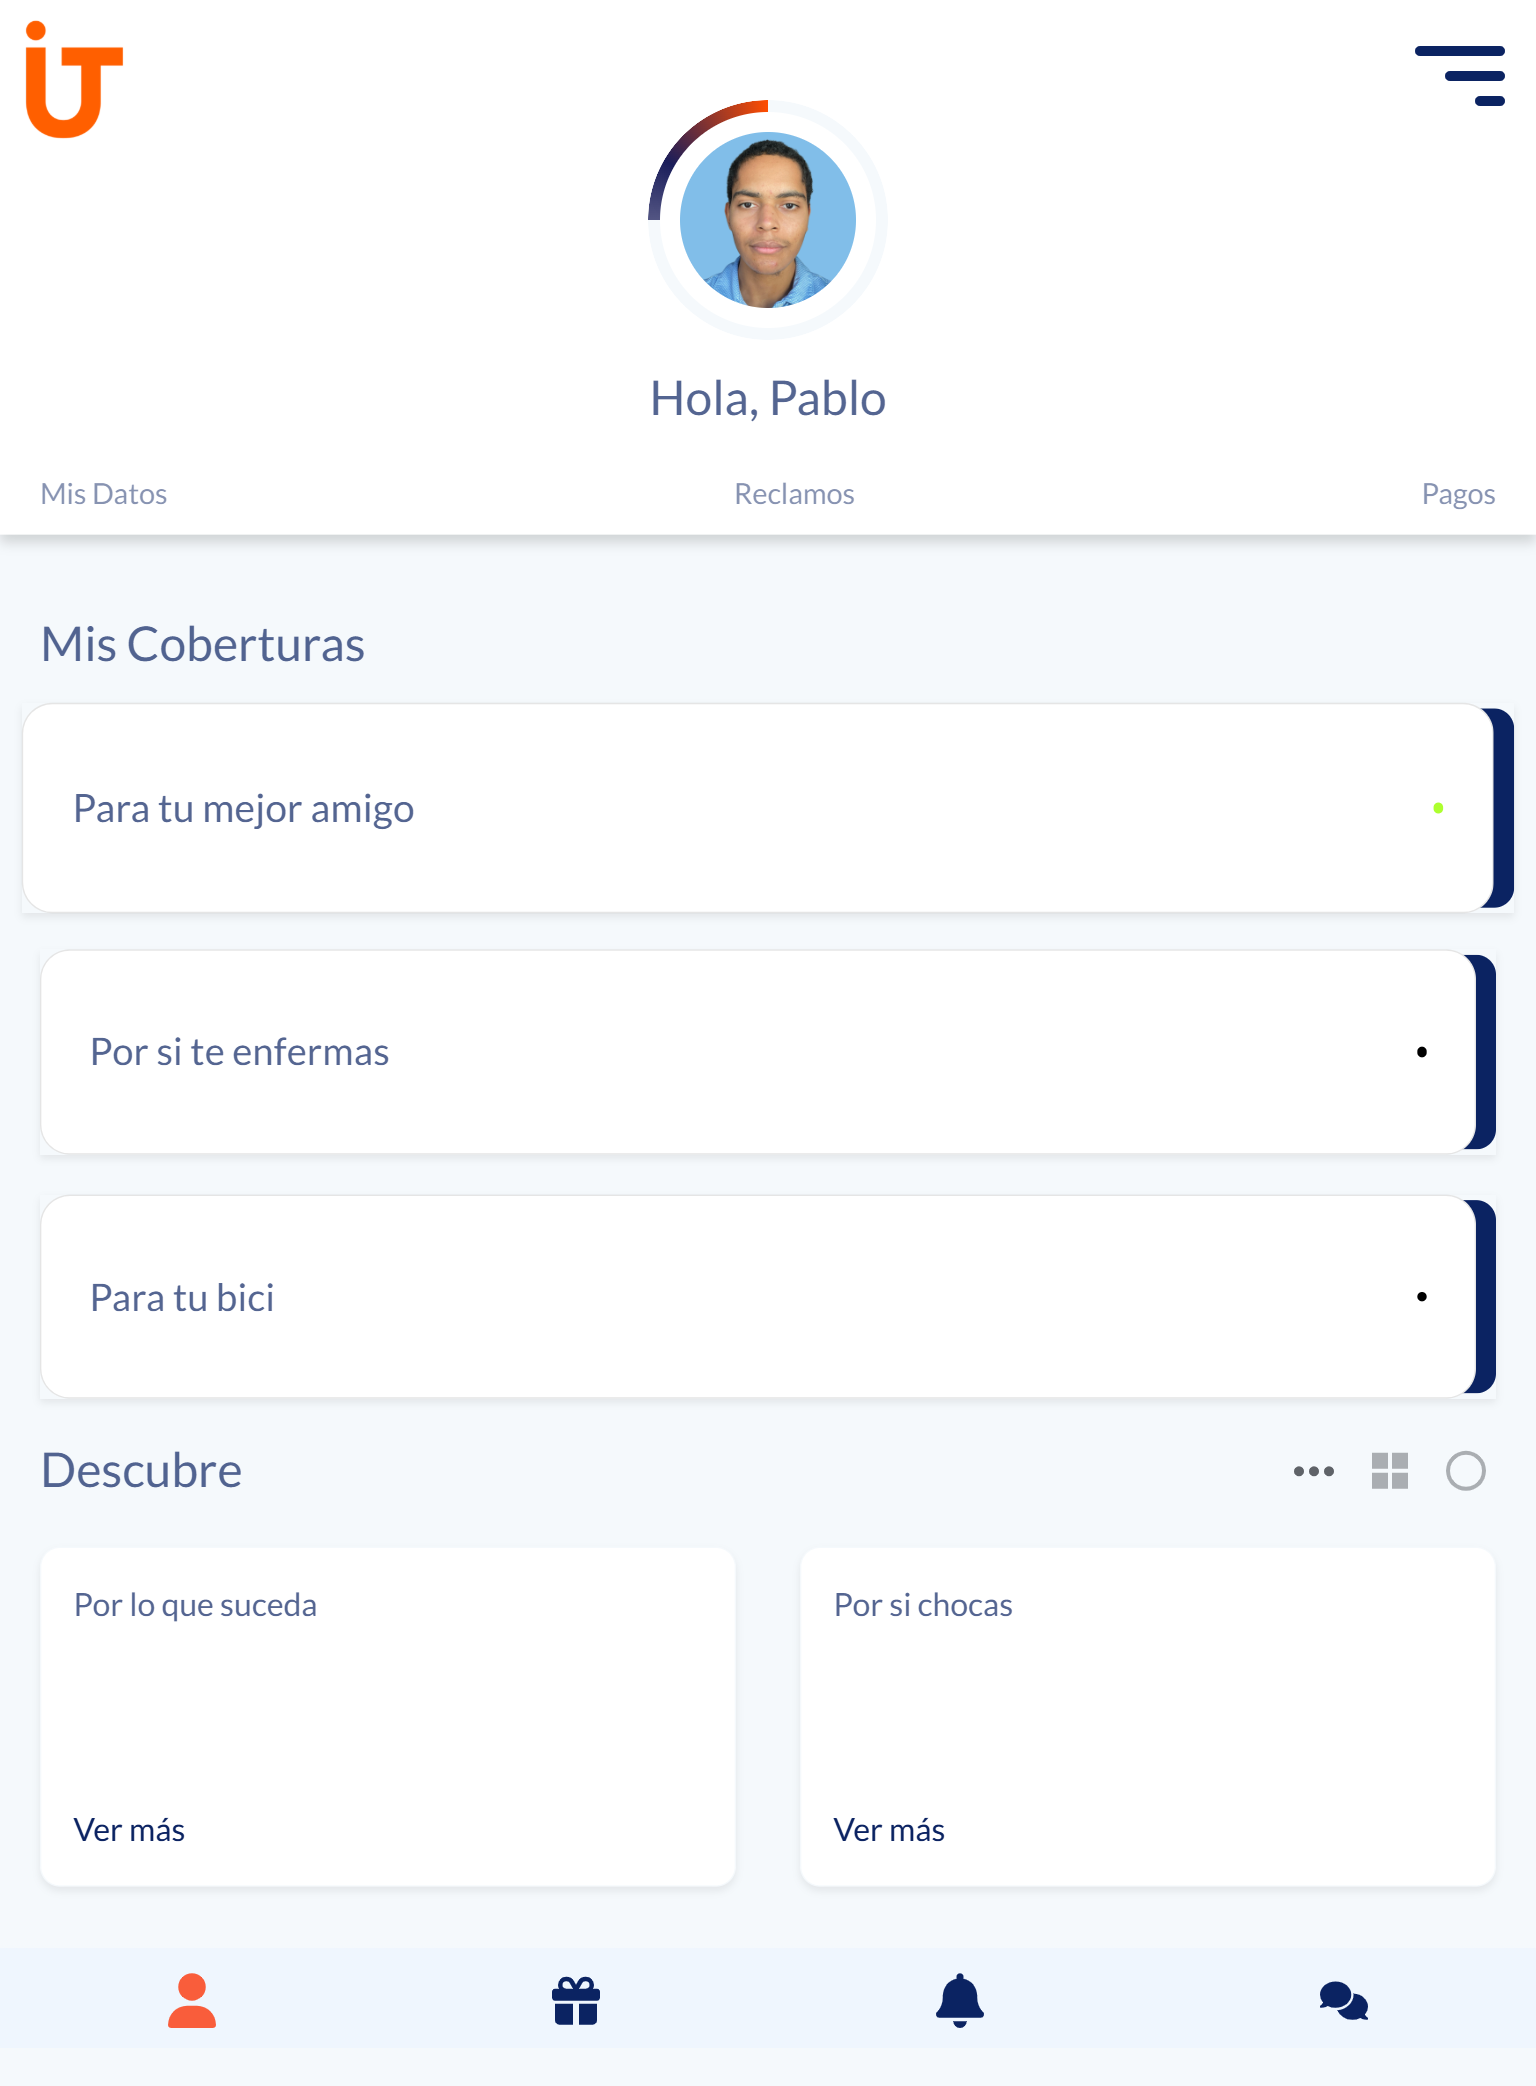 iT
Hola, Pablo
Mis Datos
Reclamos
Pagos
Mis Coberturas
Para tu mejor amigo
Por si te enfermas
Para tu bici
Descubre
Por lo que suceda
Por si chocas
Ver más
Ver más